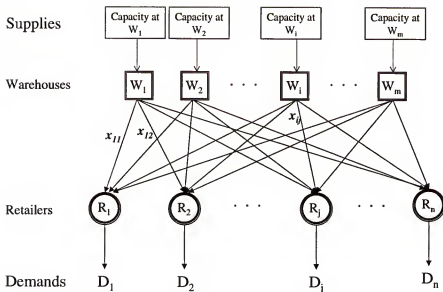 Supplies
Capacity at W1
Capacity at W2
Capacity at Wi
Capacity at Wm
Warehouses
W1
W2
. . .
Wi
. . .
Wm
x11
x12
xij
Retailers
R1
R2
. . .
Rj
. . .
Rn
Demands
D1
D2
Dj
Dn